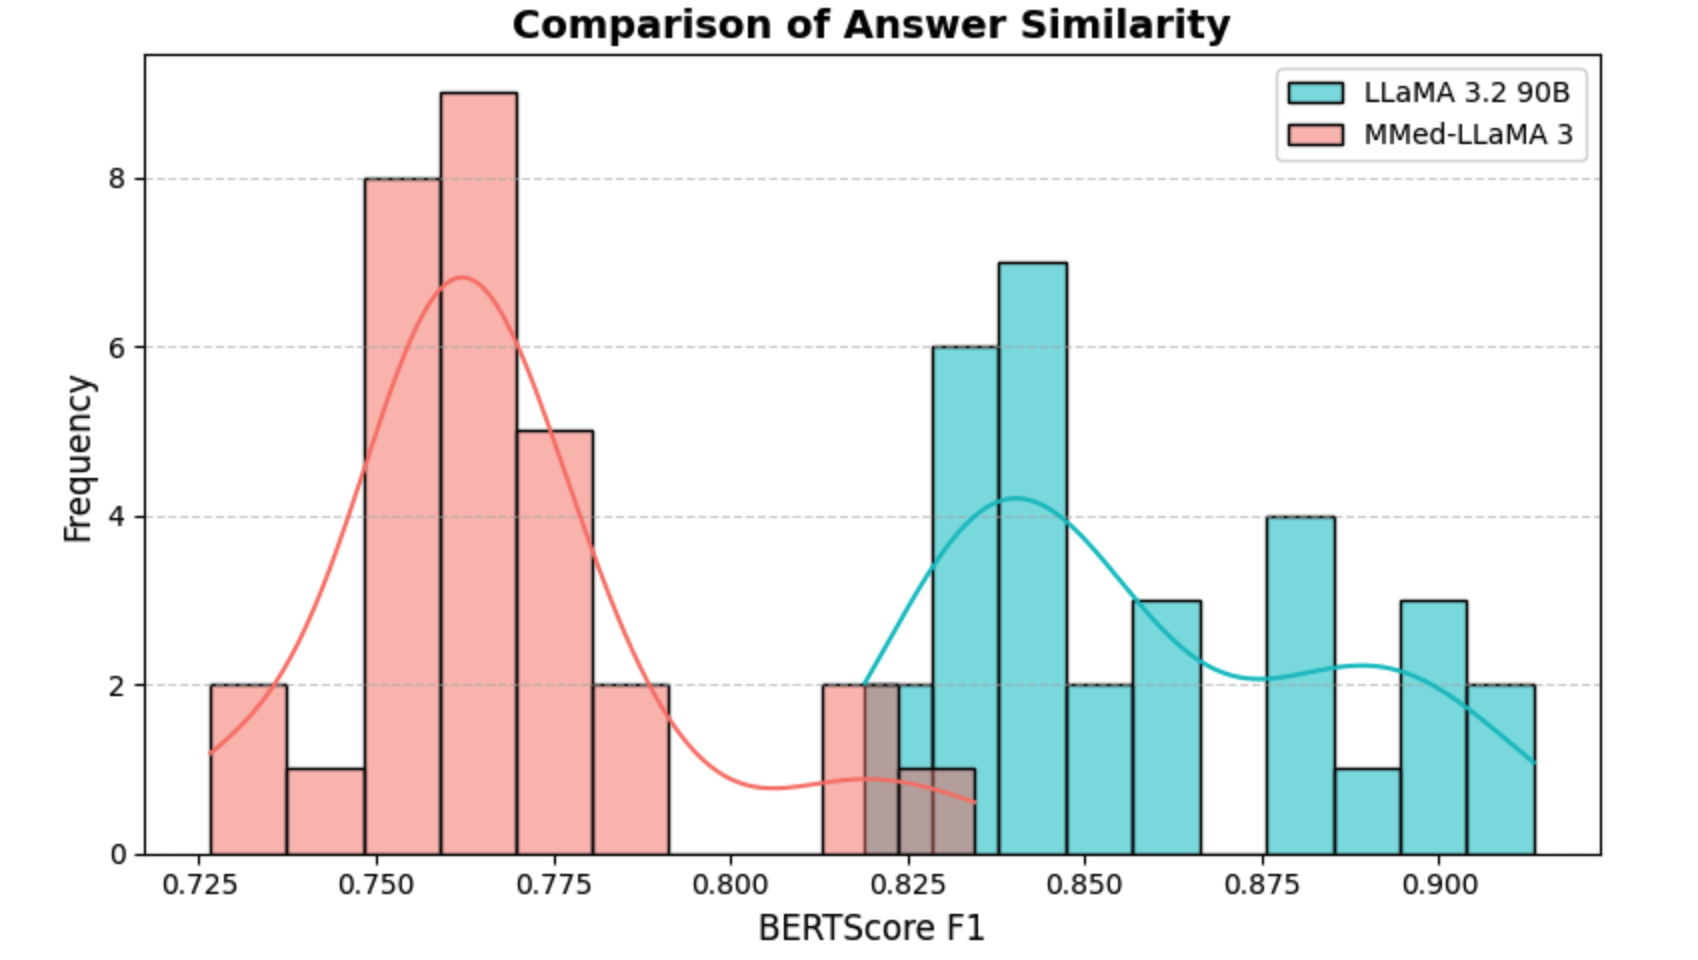 Comparison of Answer Similarity
LLaMA 3.2 90B
MMed-LLaMA 3
Frequency
8
6
4
2
0
0.725 0.750 0.775 0.800 0.825 0.850 0.875 0.900
BERTScore F1